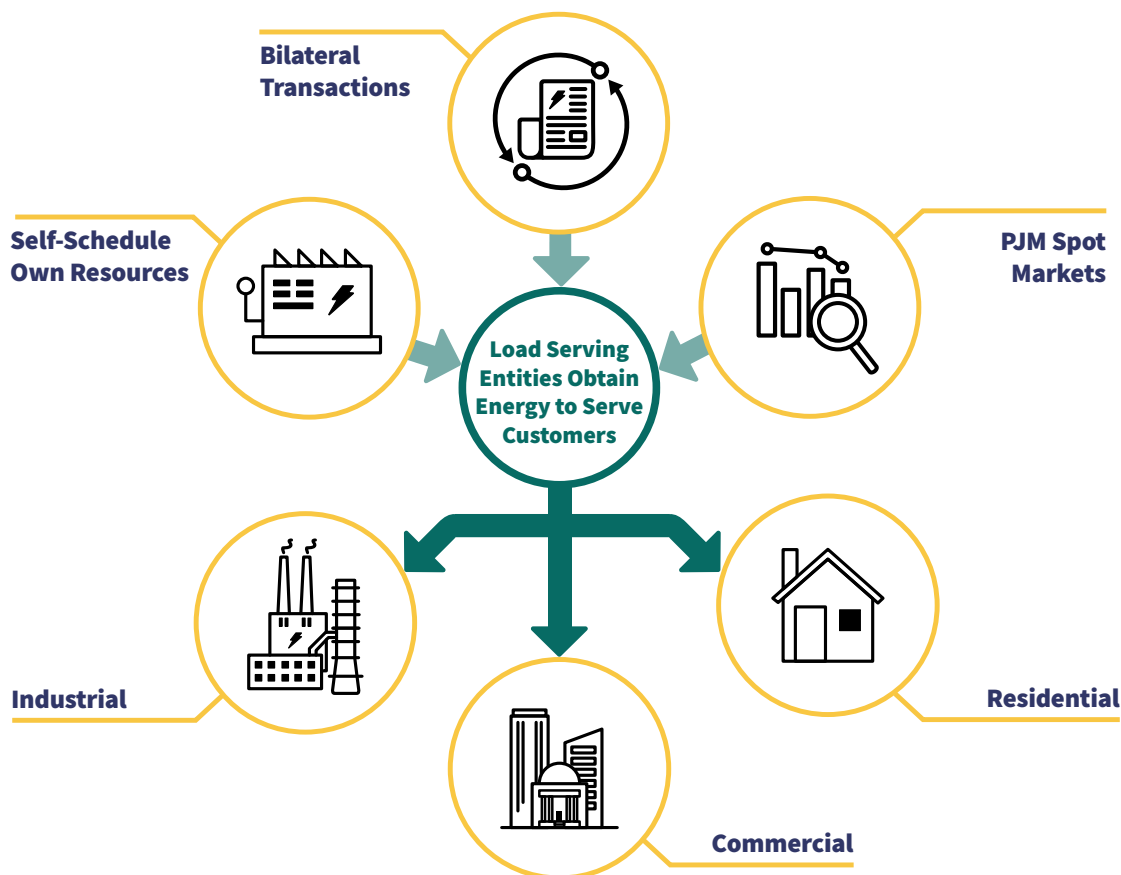 Bilateral
Transactions
Self-Schedule
Own Resources
PJM Spot
Markets
Load Serving
Entities Obtain
Energy to Serve
Customers
Industrial
Residential
Commercial